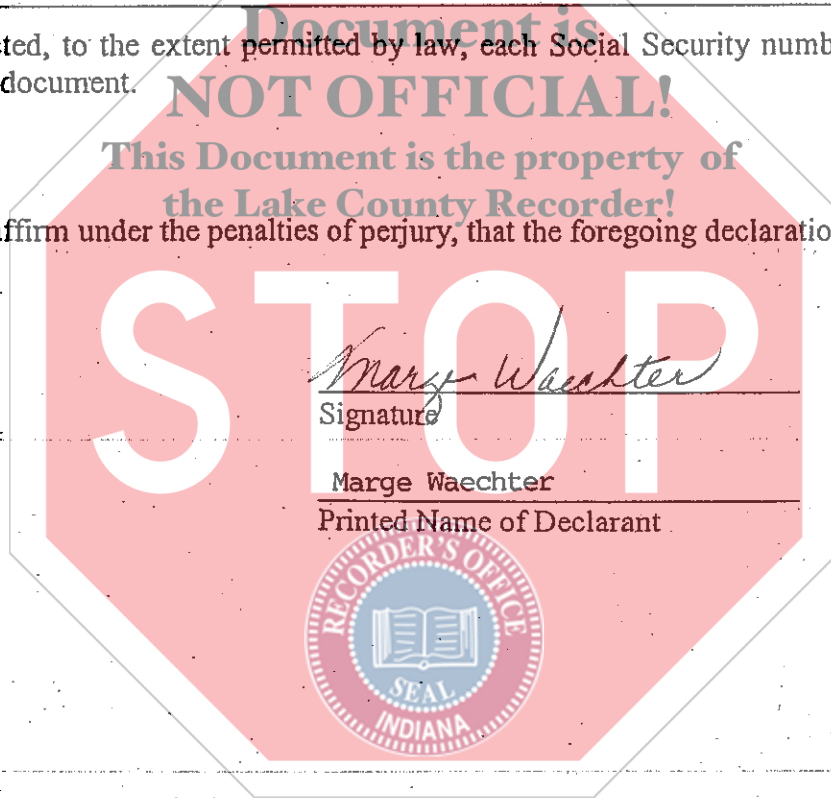 Document is
ted, to the extent permitted by law, each Social Security numb
document.
NOT OFFICIAL!
This Document is the property of
the Lake County Recorder!
affirm under the penalties of perjury, that the foregoing declaratio
STOP
Marge Waechter
Signature
Marge Waechter
Printed Name of Declarant
RECORDER'S OFFICE
SEAL
INDIANA